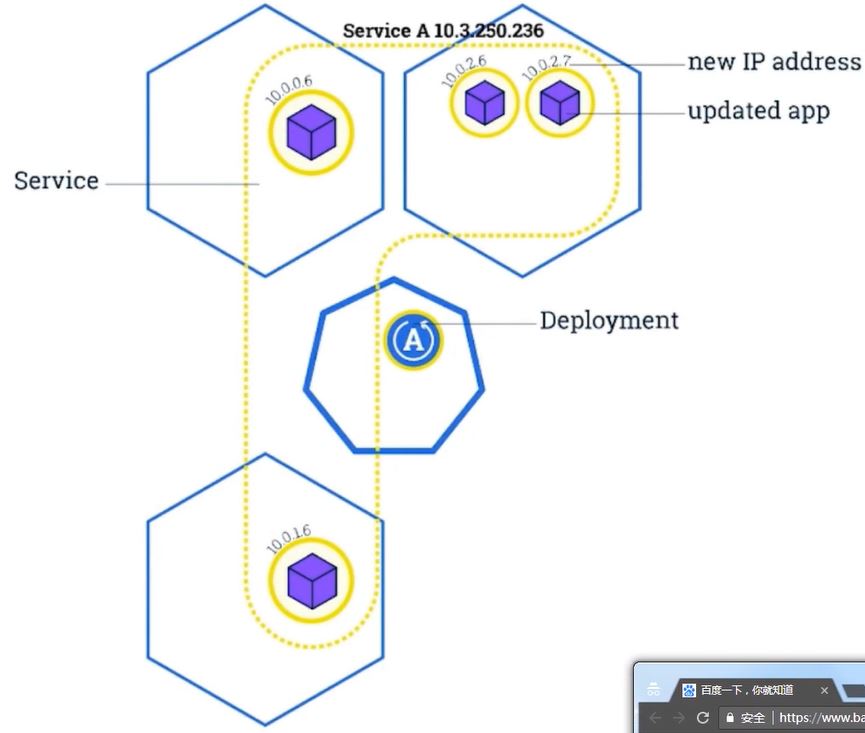 Service A 10.3.250.236
10.0.0.6
10.0.2.6
10.0.2.7
new IP address
updated app
Service
A
Deployment
10.0.1.6
百度一下，你就知道
安全
https://www.ba